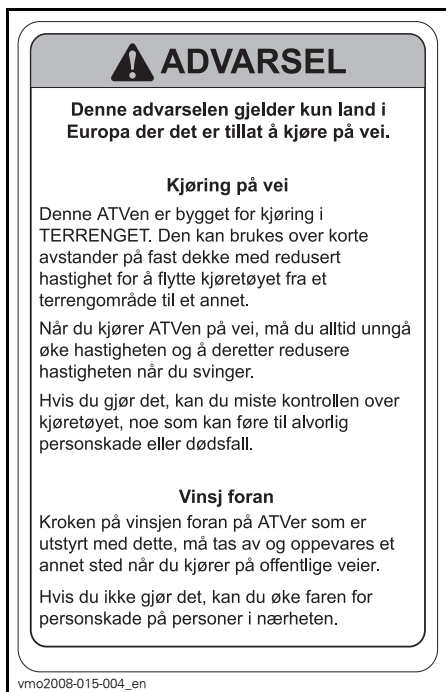 ADVARSEL
Denne advarselen gjelder kun land i
Europa der det er tillat å kjøre på vei.
Kjøring på vei
Denne ATVen er bygget for kjøring i
TERRENGET. Den kan brukes over korte
avstander på fast dekke med redusert
hastighet for å flytte kjøretøyet fra et
terrengområde til et annet.
Når du kjører ATVen på vei, må du alltid unngå
øke hastigheten og å deretter redusere
hastigheten når du svinger.
Hvis du gjør det, kan du miste kontrollen over
kjøretøyet, noe som kan føre til alvorlig
personskade eller dødsfall.
Vinsj foran
Kroken på vinsjen foran på ATVer som er
utstyrt med dette, må tas av og oppevares et
annet sted når du kjører på offentlige veier.
Hvis du ikke gjør det, kan du øke faren for
personskade på personer i nærheten.
vmo2008-015-004_en